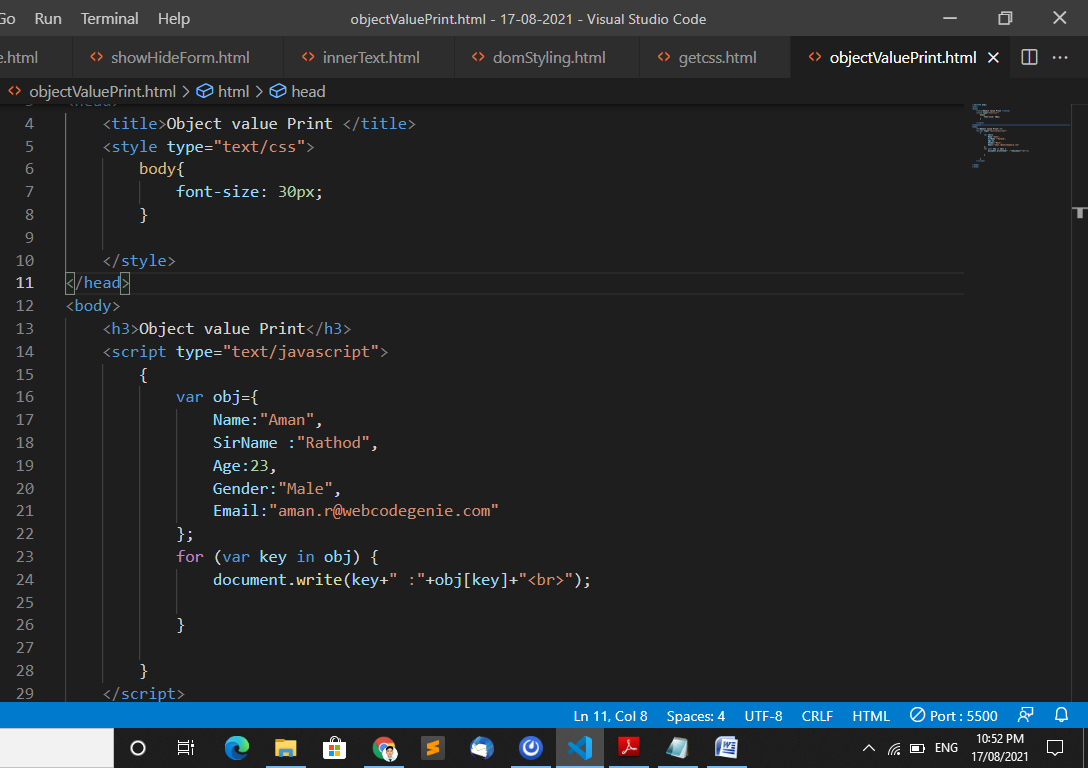 Go Run Terminal Help objectValuePrint.html - 17-08-2021 - Visual Studio Code
e.html showHideForm.html innerText.html domStyling.html getcss.html objectValuePrint.html
objectValuePrint.html > html > head
3 <head>
4 <title>Object value Print </title>
5 <style type="text/css">
6 body{
7 font-size: 30px;
8 }
9
10 </style>
11 </head>
12 <body>
13 <h3>Object value Print</h3>
14 <script type="text/javascript">
15 {
16 var obj={
17 Name:"Aman",
18 SirName :"Rathod",
19 Age:23,
20 Gender:"Male",
21 Email:"aman.r@webcodegenie.com"
22 };
23 for (var key in obj) {
24 document.write(key+" :"+obj[key]+"<br>");
25
26 }
27
28 }
29 </script>
Ln 11, Col 8 Spaces: 4 UTF-8 CRLF HTML Port : 5500
ENG 10:52 PM
17/08/2021